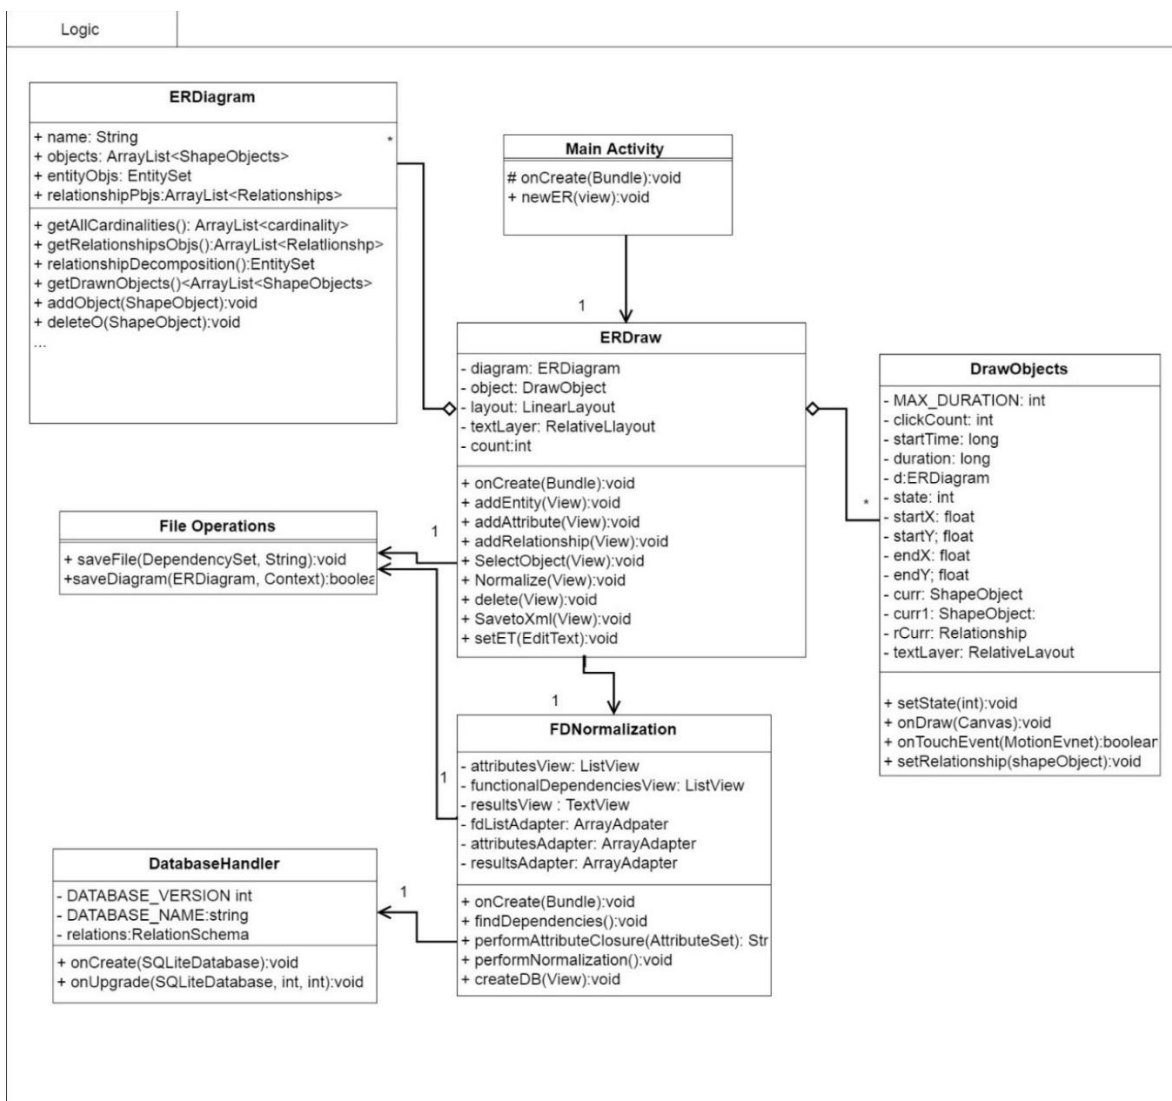 Logic
ERDiagram
+ name: String
*
+ objects: ArrayList<ShapeObjects>
+ entityObjs: EntitySet
+ relationshipPbjs:ArrayList<Relationships>
+ getAllCardinalities(): ArrayList<cardinality>
+ getRelationshipsObjs():ArrayList<Relatlionshp>
+ relationshipDecomposition():EntitySet
+ getDrawnObjects()<ArrayList<ShapeObjects>
+ addObject(ShapeObject):void
+ deleteO(ShapeObject):void
...
Main Activity
# onCreate(Bundle):void
+ newER(view):void
1
ERDraw
- diagram: ERDiagram
- object: DrawObject
- layout: LinearLayout
- textLayer: RelativeLlayout
- count:int
+ onCreate(Bundle):void
+ addEntity(View):void
+ addAttribute(View):void
+ addRelationship(View):void
+ SelectObject(View):void
+ Normalize(View):void
+ delete(View):void
+ SavetoXml(View):void
+ setET(EditText):void
DrawObjects
- MAX_DURATION: int
- clickCount: int
- startTime: long
- duration: long
- d:ERDiagram
- state: int
*
- startX: float
- startY; float
- endX: float
- endY; float
- curr: ShapeObject
- curr1: ShapeObject:
- rCurr: Relationship
- textLayer: RelativeLayout
+ setState(int):void
+ onDraw(Canvas):void
+ onTouchEvent(MotionEvnet):boolear
+ setRelationship(shapeObject):void
File Operations
+ saveFile(DependencySet, String):void
+saveDiagram(ERDiagram, Context):boolea
1
1
1
FDNormalization
- attributesView: ListView
- functionalDependenciesView: ListView
- resultsView : TextView
- fdListAdapter: ArrayAdpater
- attributesAdapter: ArrayAdapter
- resultsAdapter: ArrayAdapter
+ onCreate(Bundle):void
+ findDependencies():void
+ performAttributeClosure(AttributeSet): Str
+ performNormalization():void
+ createDB(View):void
DatabaseHandler
- DATABASE_VERSION int
- DATABASE_NAME:string
- relations:RelationSchema
+ onCreate(SQLiteDatabase):void
+ onUpgrade(SQLiteDatabase, int, int):void
1